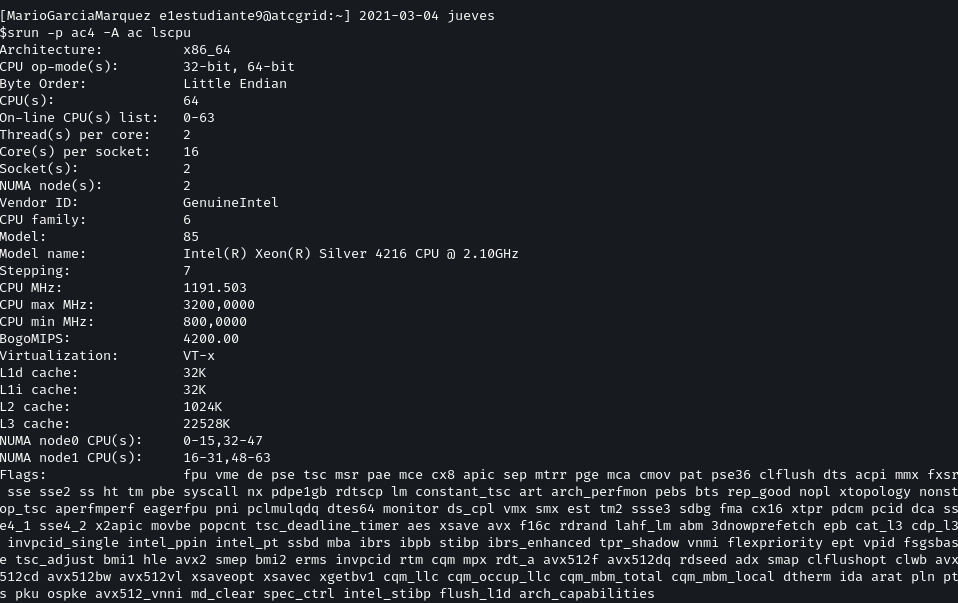 [MarioGarciaMarquez e1estudiante9@atcgrid:~] 2021-03-04 jueves
$srun -p ac4 -A ac lscpu
Architecture:          x86_64
CPU op-mode(s):        32-bit, 64-bit
Byte Order:            Little Endian
CPU(s):                64
On-line CPU(s) list:   0-63
Thread(s) per core:    2
Core(s) per socket:    16
Socket(s):             2
NUMA node(s):          2
Vendor ID:             GenuineIntel
CPU family:            6
Model:                 85
Model name:            Intel(R) Xeon(R) Silver 4216 CPU @ 2.10GHz
Stepping:              7
CPU MHz:               1191.503
CPU max MHz:           3200,0000
CPU min MHz:           800,0000
BogoMIPS:              4200.00
Virtualization:        VT-x
L1d cache:             32K
L1i cache:             32K
L2 cache:              1024K
L3 cache:              22528K
NUMA node0 CPU(s):     0-15,32-47
NUMA node1 CPU(s):     16-31,48-63
Flags:                 fpu vme de pse tsc msr pae mce cx8 apic sep mtrr pge mca cmov pat pse36 clflush dts acpi mmx fxsr
 sse sse2 ss ht tm pbe syscall nx pdpe1gb rdtscp lm constant_tsc art arch_perfmon pebs bts rep_good nopl xtopology nonst
op_tsc aperfmperf eagerfpu pni pclmulqdq dtes64 monitor ds_cpl vmx smx est tm2 ssse3 sdbg fma cx16 xtpr pdcm pcid dca ss
e4_1 sse4_2 x2apic movbe popcnt tsc_deadline_timer aes xsave avx f16c rdrand lahf_lm abm 3dnowprefetch epb cat_l3 cdp_l3
 invpcid_single intel_ppin intel_pt ssbd mba ibrs ibpb stibp ibrs_enhanced tpr_shadow vnmi flexpriority ept vpid fsgsbas
e tsc_adjust bmi1 hle avx2 smep bmi2 erms invpcid rtm cqm mpx rdt_a avx512f avx512dq rdseed adx smap clflushopt clwb avx
512cd avx512bw avx512vl xsaveopt xsavec xgetbv1 cqm_llc cqm_occup_llc cqm_mbm_total cqm_mbm_local dtherm ida arat pln pt
s pku ospke avx512_vnni md_clear spec_ctrl intel_stibp flush_l1d arch_capabilities